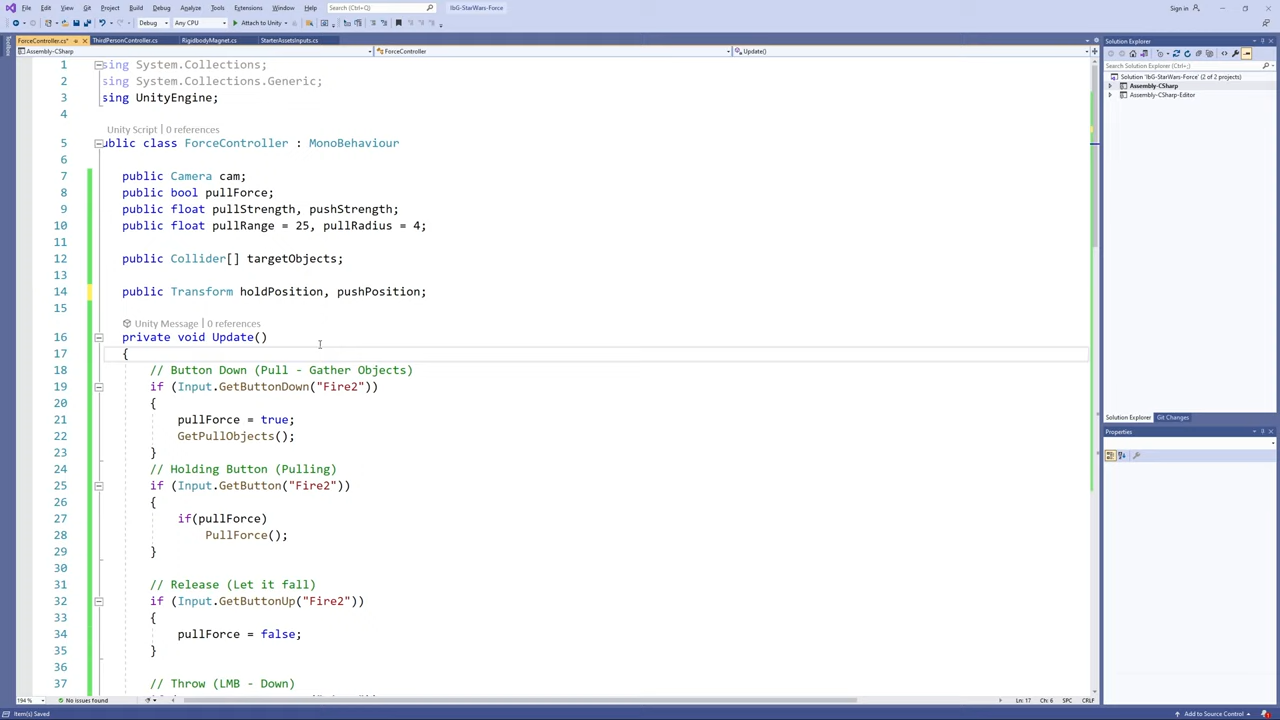 File Edit View Git Project Build Debug Analyze Tools Extensions Window Help Search (Ctrl+Q) IbG-StarWars-Force Sign in
Debug Any CPU Attach to Unity
ForceController.cs* ThirdPersonController.cs RigidbodyMagnet.cs StarterAssetsInputs.cs
Assembly-CSharp ForceController Update()
1 sing System.Collections;
2 sing System.Collections.Generic;
3 sing UnityEngine;
4
Unity Script | 0 references
5 ublic class ForceController : MonoBehaviour
6
7 public Camera cam;
8 public bool pullForce;
9 public float pullStrength, pushStrength;
10 public float pullRange = 25, pullRadius = 4;
11
12 public Collider[] targetObjects;
13
14 public Transform holdPosition, pushPosition;
15
Unity Message | 0 references
16 private void Update()
17 {
18 // Button Down (Pull - Gather Objects)
19 if (Input.GetButtonDown("Fire2"))
20 {
21 pullForce = true;
22 GetPullObjects();
23 }
24 // Holding Button (Pulling)
25 if (Input.GetButton("Fire2"))
26 {
27 if(pullForce)
28 PullForce();
29 }
30
31 // Release (Let it fall)
32 if (Input.GetButtonUp("Fire2"))
33 {
34 pullForce = false;
35 }
36
37 // Throw (LMB - Down)
194 % No issues found Ln: 17 Ch: 6 SPC CRLF
Item(s) Saved Add to Source Control
Toolbox
Solution Explorer
Search Solution Explorer (Ctrl+;)
Solution 'IbG-StarWars-Force' (2 of 2 projects)
Assembly-CSharp
Assembly-CSharp-Editor
Solution Explorer Git Changes
Properties